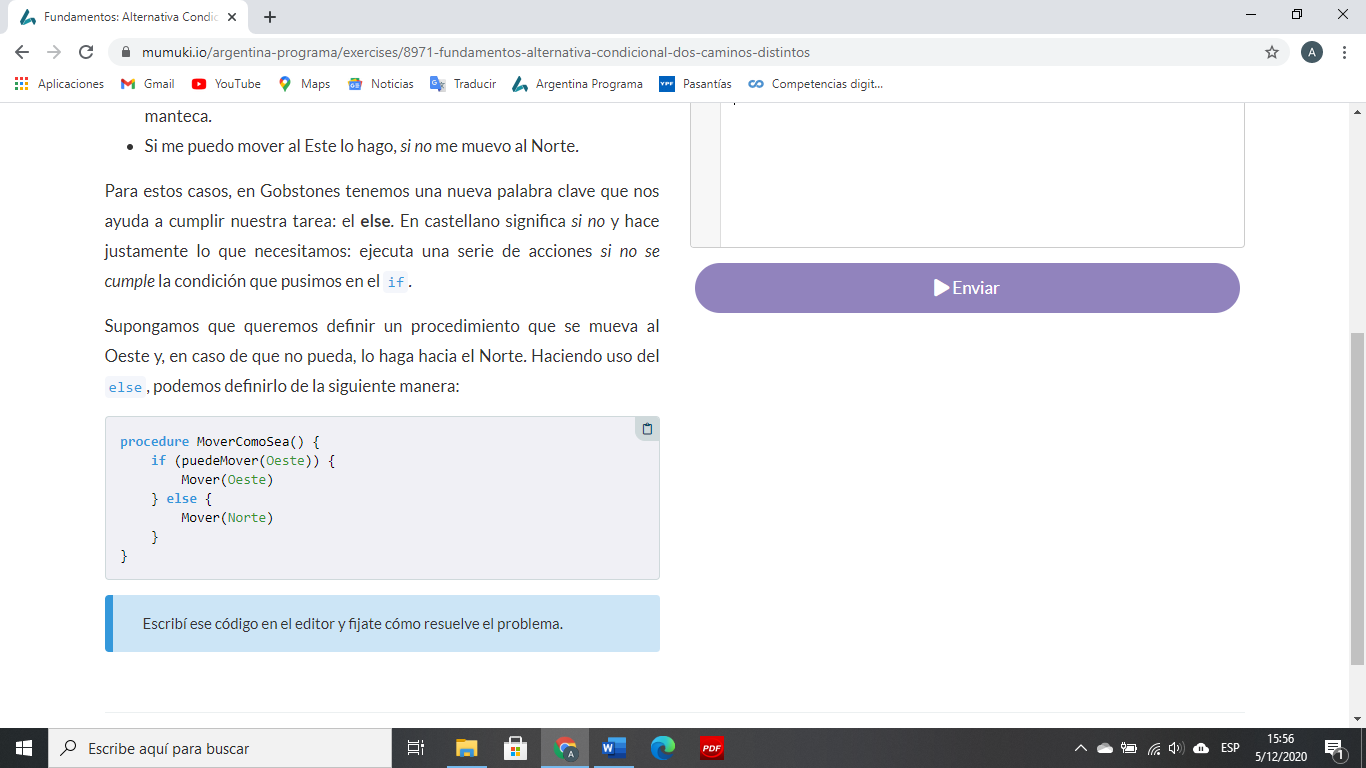 Fundamentos: Alternativa Condic
mumuki.io/argentina-programa/exercises/8971-fundamentos-alternativa-condicional-dos-caminos-distintos
A
Aplicaciones Gmail YouTube Maps Noticias Traducir Argentina Programa YPF Pasantías Competencias digit...
manteca.
• Si me puedo mover al Este lo hago, si no me muevo al Norte.
Para estos casos, en Gobstones tenemos una nueva palabra clave que nos
ayuda a cumplir nuestra tarea: el else. En castellano significa si no y hace
justamente lo que necesitamos: ejecuta una serie de acciones si no se
cumple la condición que pusimos en el if.
Supongamos que queremos definir un procedimiento que se mueva al
Oeste y, en caso de que no pueda, lo haga hacia el Norte. Haciendo uso del
else, podemos definirlo de la siguiente manera:
procedure MoverComoSea() {
    if (puedeMover(Oeste)) {
        Mover(Oeste)
    } else {
        Mover(Norte)
    }
}
Escribí ese código en el editor y fijate cómo resuelve el problema.
Enviar
Escribe aquí para buscar
A
W
PDF
ESP
15:56
5/12/2020
1